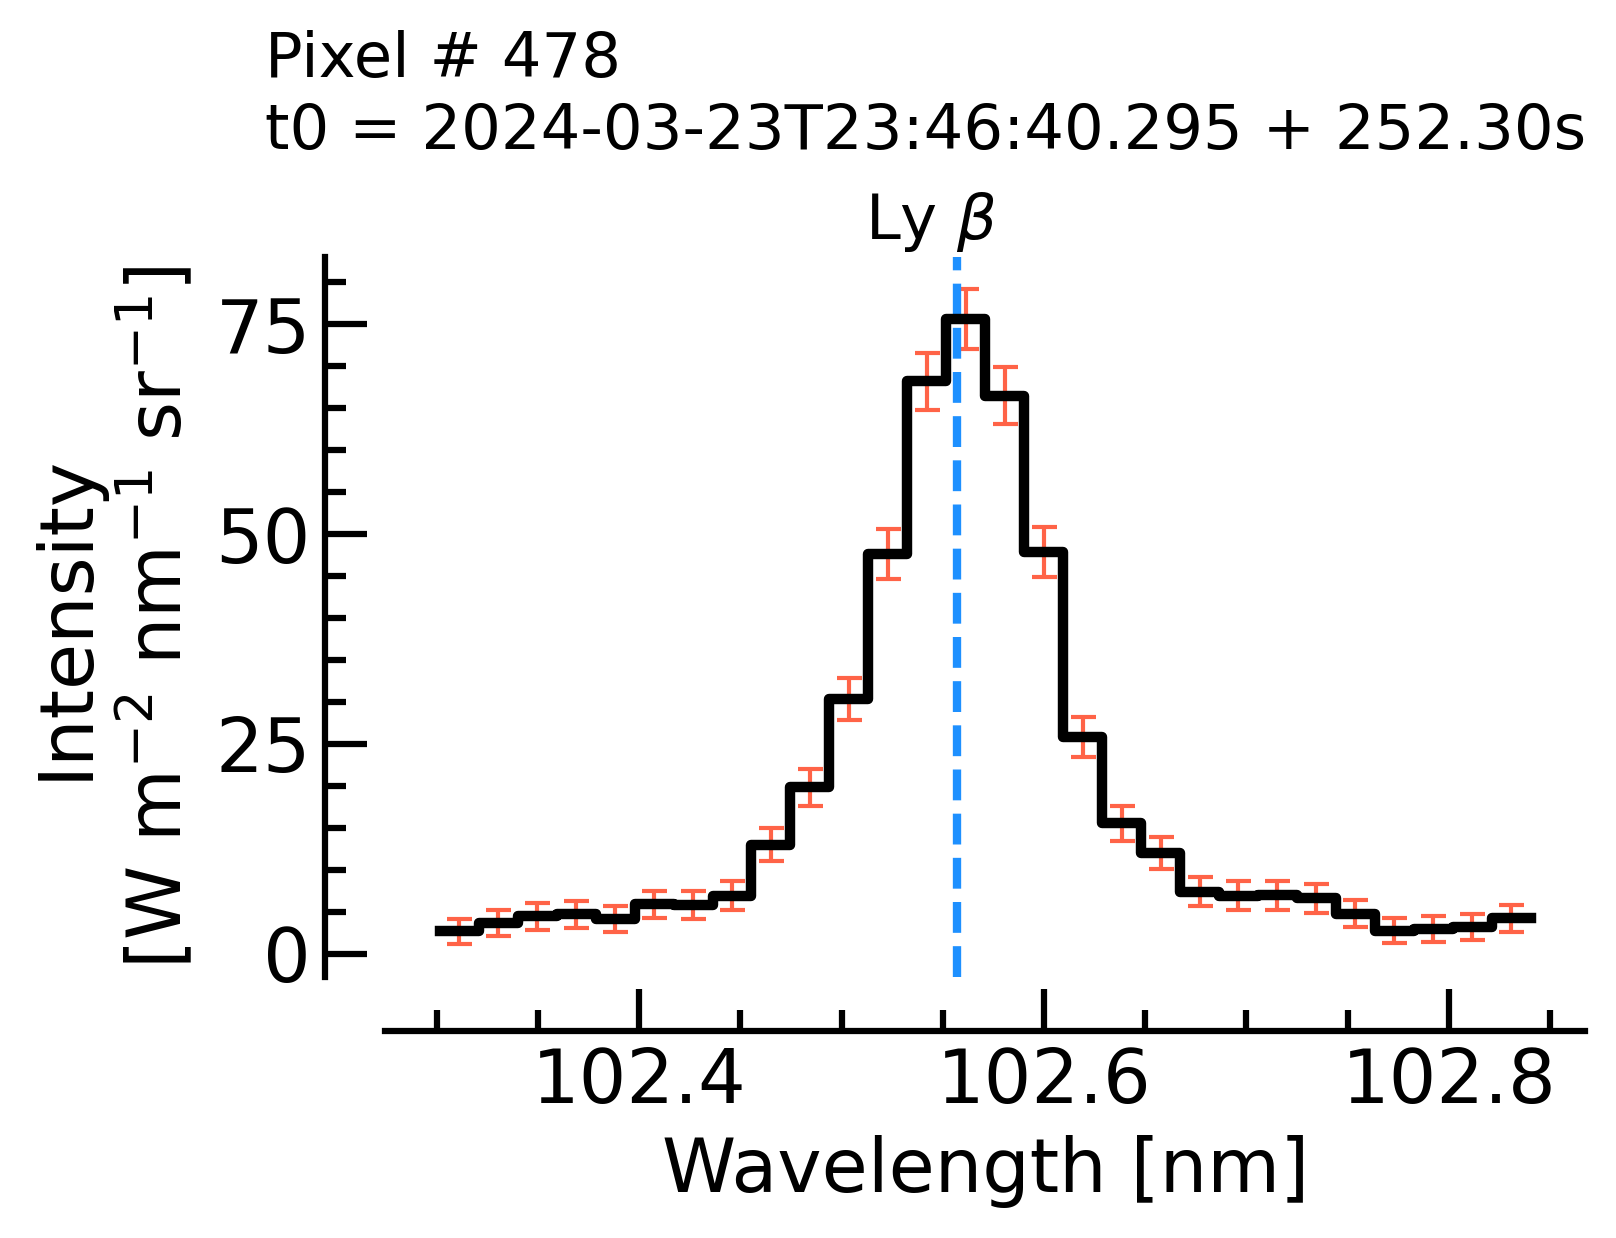 Pixel # 478
t0 = 2024-03-23T23:46:40.295 + 252.30s
Ly β
Intensity
[W m⁻² nm⁻¹ sr⁻¹]
75
50
25
0
102.4 102.6 102.8
Wavelength [nm]